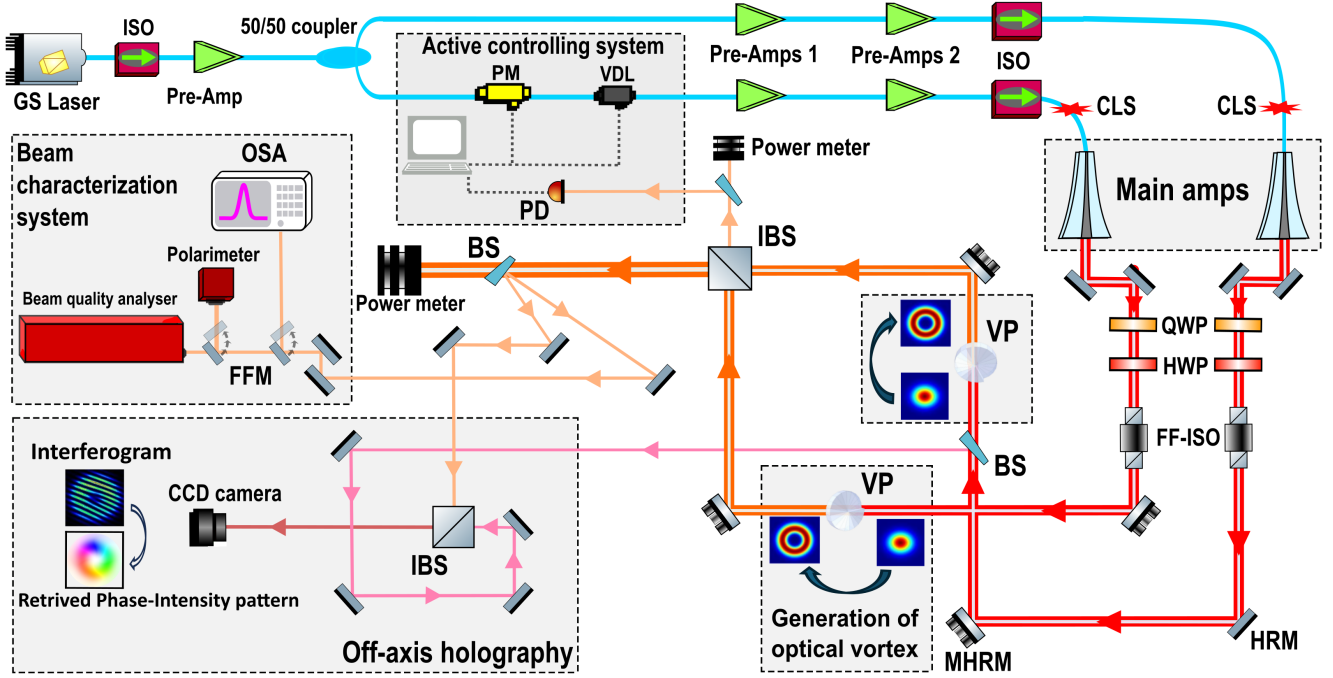 ISO
50/50 coupler
GS Laser
Pre-Amp
Active controlling system
PM
VDL
PD
Pre-Amps 1
Pre-Amps 2
ISO
CLS
CLS
Main amps
Power meter
Beam
characterization
system
OSA
Polarimeter
Beam quality analyser
FFM
BS
Power meter
IBS
VP
QWP
HWP
FF-ISO
BS
VP
Generation of
optical vortex
MHRM
HRM
Interferogram
CCD camera
IBS
Retrived Phase-Intensity pattern
Off-axis holography